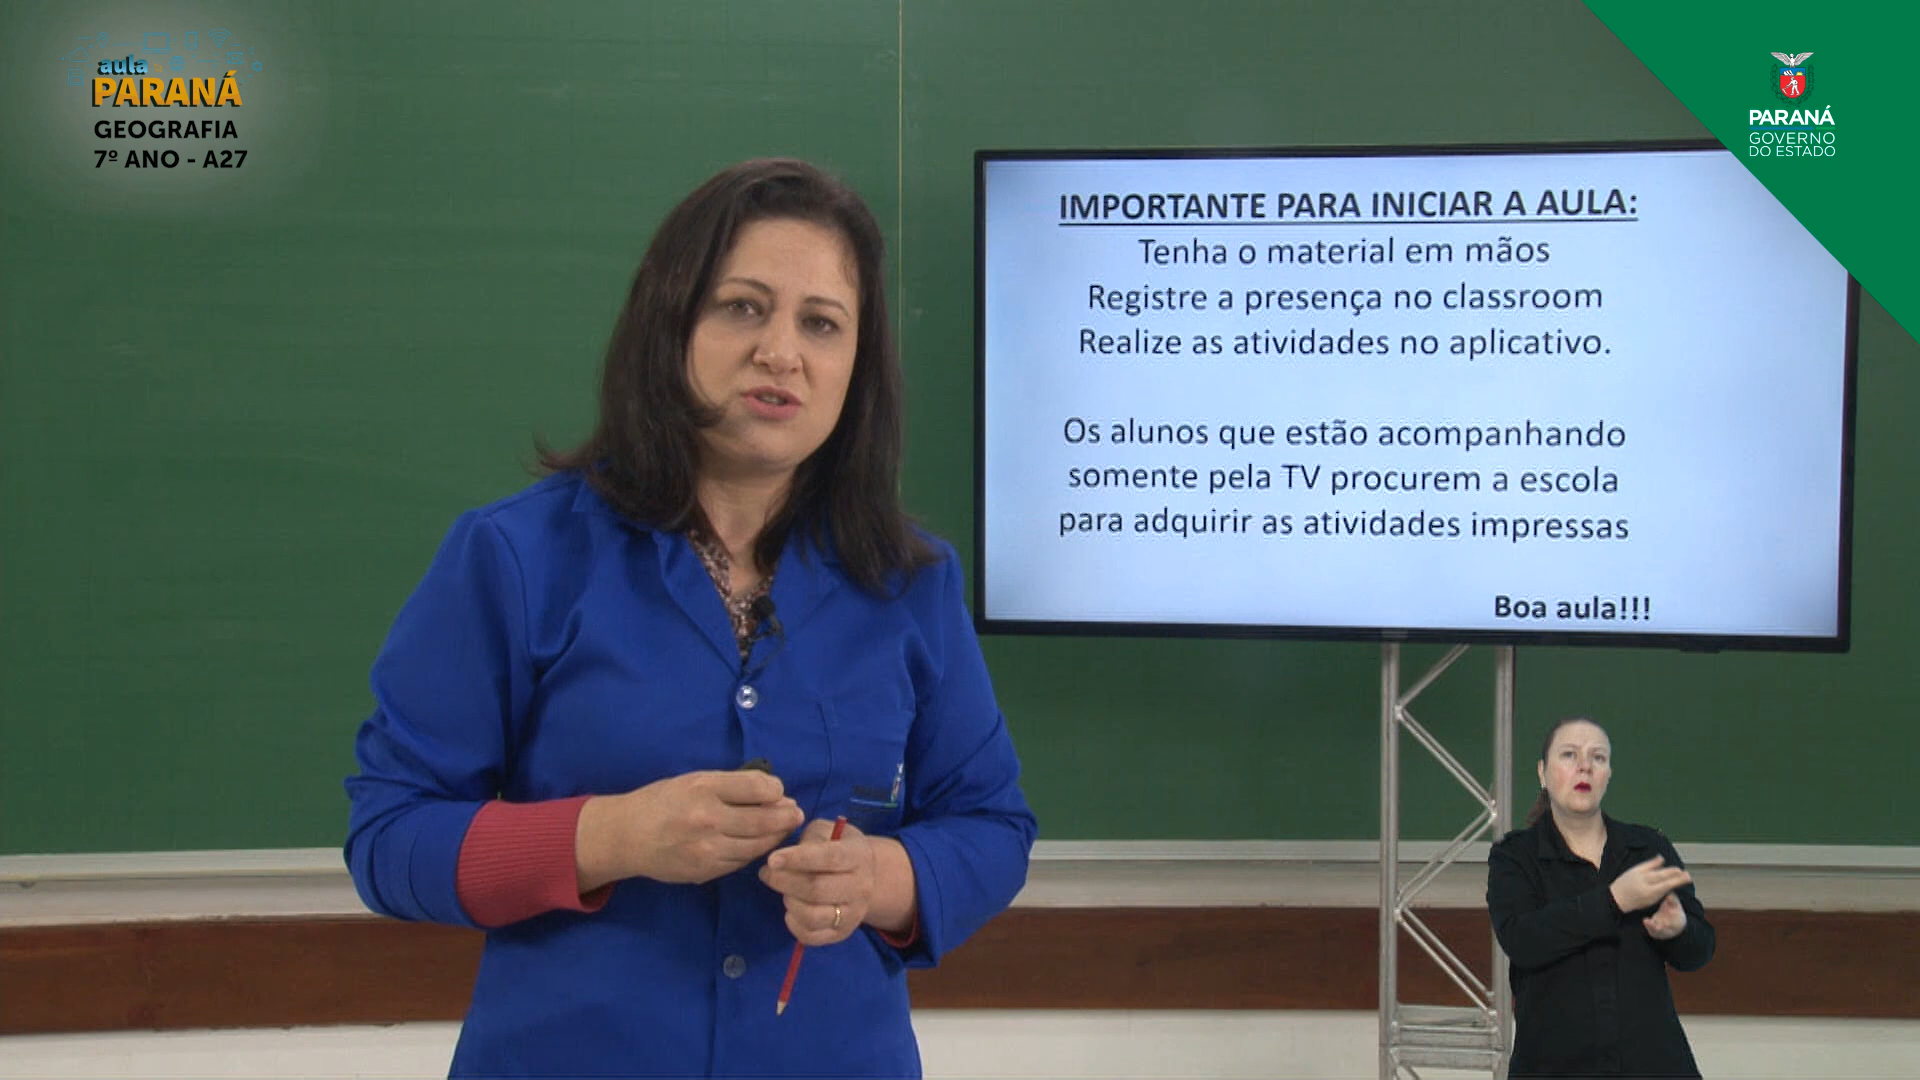 aula
PARANÁ
GEOGRAFIA
7º ANO - A27
PARANÁ
GOVERNO
DO ESTADO
IMPORTANTE PARA INICIAR A AULA:
Tenha o material em mãos
Registre a presença no classroom
Realize as atividades no aplicativo.
Os alunos que estão acompanhando
somente pela TV procurem a escola
para adquirir as atividades impressas
Boa aula!!!